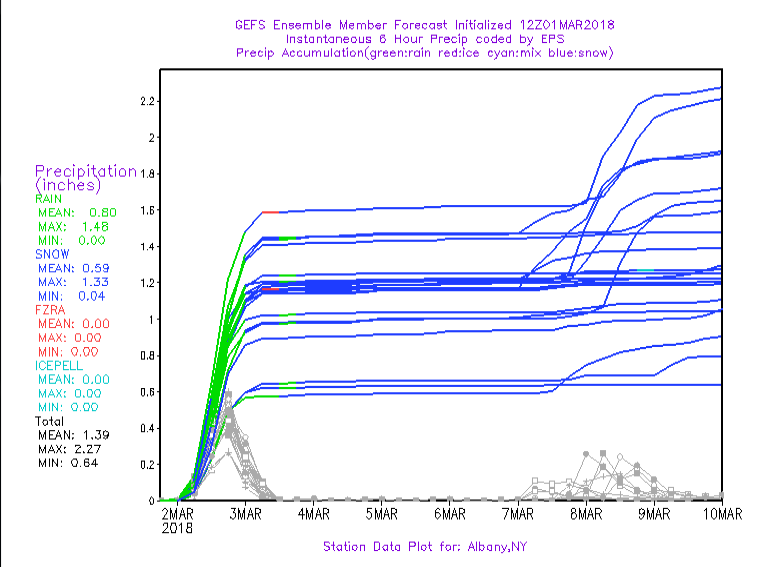 GEFS Ensemble Member Forecast Initialized 12Z01MAR2018
Instantaneous 6 Hour Precip coded by EPS
Precip Accumulation(green:rain red:ice cyan:mix blue:snow)
Precipitation
(inches)
RAIN
MEAN: 0.80
MAX: 1.48
MIN: 0.00
SNOW
MEAN: 0.59
MAX: 1.33
MIN: 0.04
FZRA
MEAN: 0.00
MAX: 0.00
MIN: 0.00
ICEPELL
MEAN: 0.00
MAX: 0.00
MIN: 0.00
Total
MEAN: 1.39
MAX: 2.27
MIN: 0.64
2.2
2
1.8
1.6
1.4
1.2
1
0.8
0.6
0.4
0.2
0
2MAR 3MAR 4MAR 5MAR 6MAR 7MAR 8MAR 9MAR 10MAR
2018
Station Data Plot for: Albany,NY